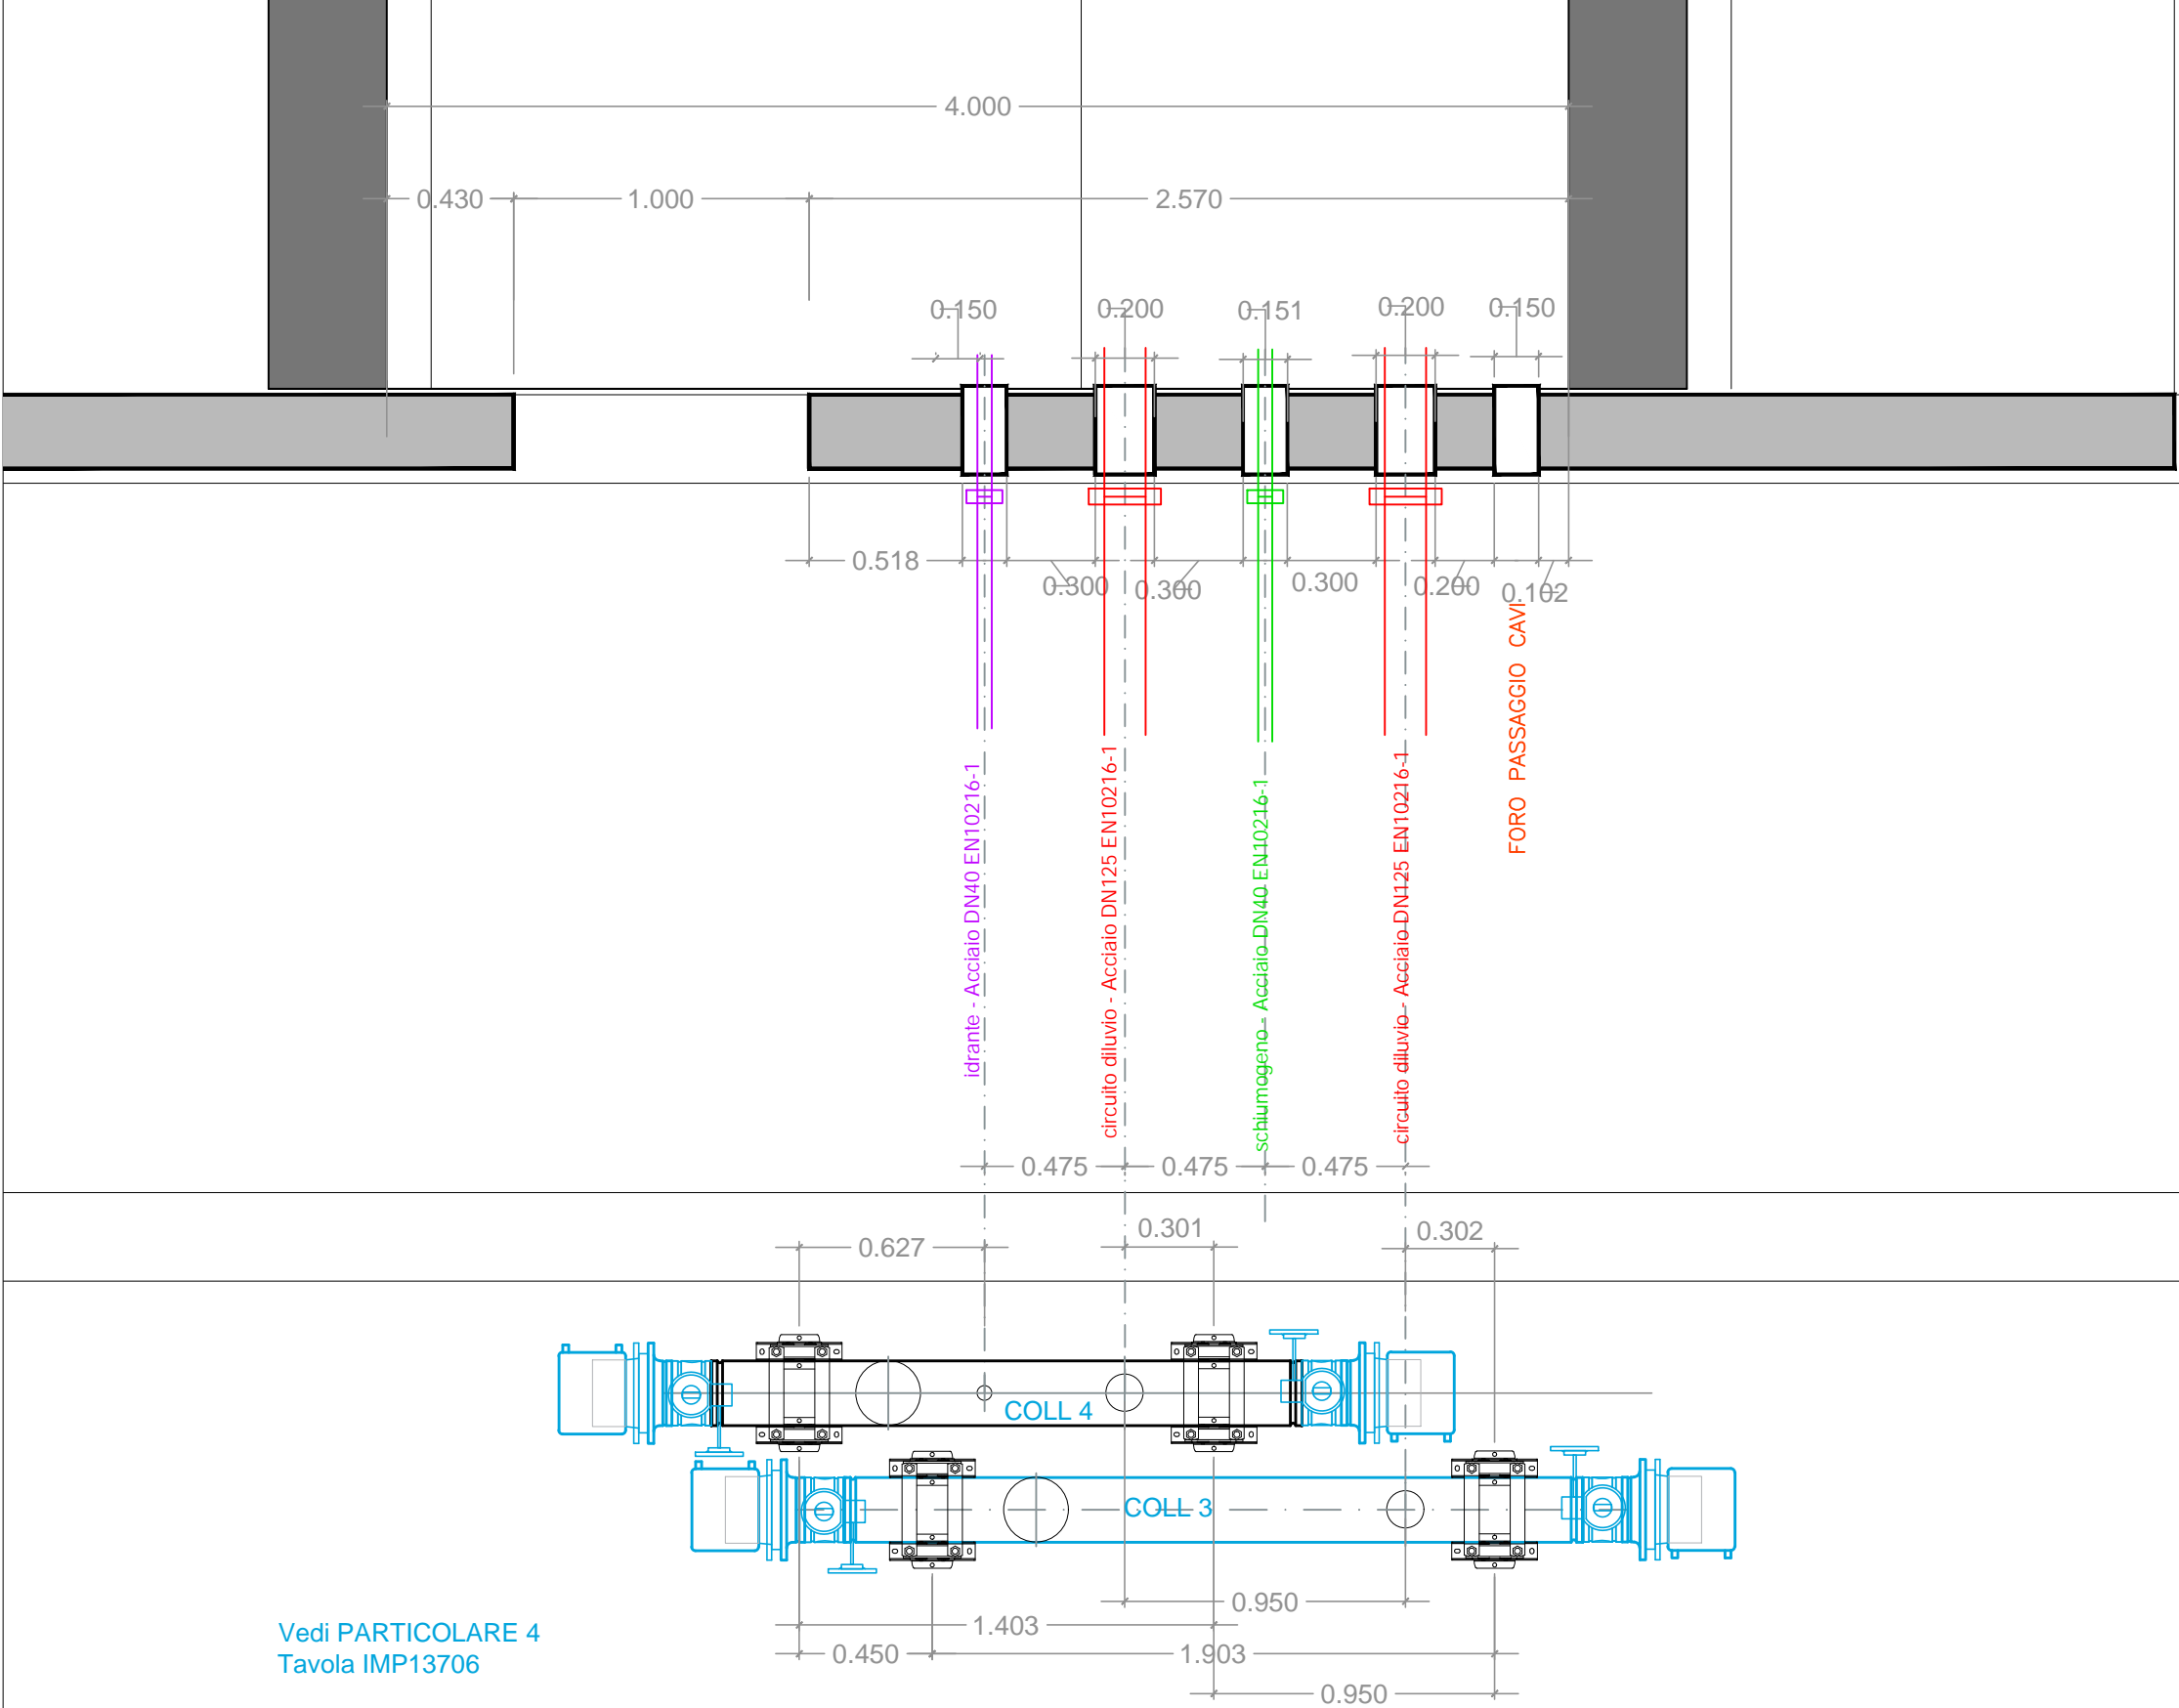 4.000
0.430
1.000
2.570
0.150
0.200
0.151
0.200
0.150
0.518
0.300
0.300
0.300
0.200
0.102
FORO PASSAGGIO CAVI
idrante - Acciaio DN40 EN10216-1
circuito diluvio - Acciaio DN125 EN10216-1
schiumogeno - Acciaio DN40 EN10216-1
circuito diluvio - Acciaio DN125 EN10216-1
0.475
0.475
0.475
0.627
0.301
0.302
COLL 4
COLL 3
0.950
1.403
0.450
1.903
0.950
Vedi PARTICOLARE 4
Tavola IMP13706